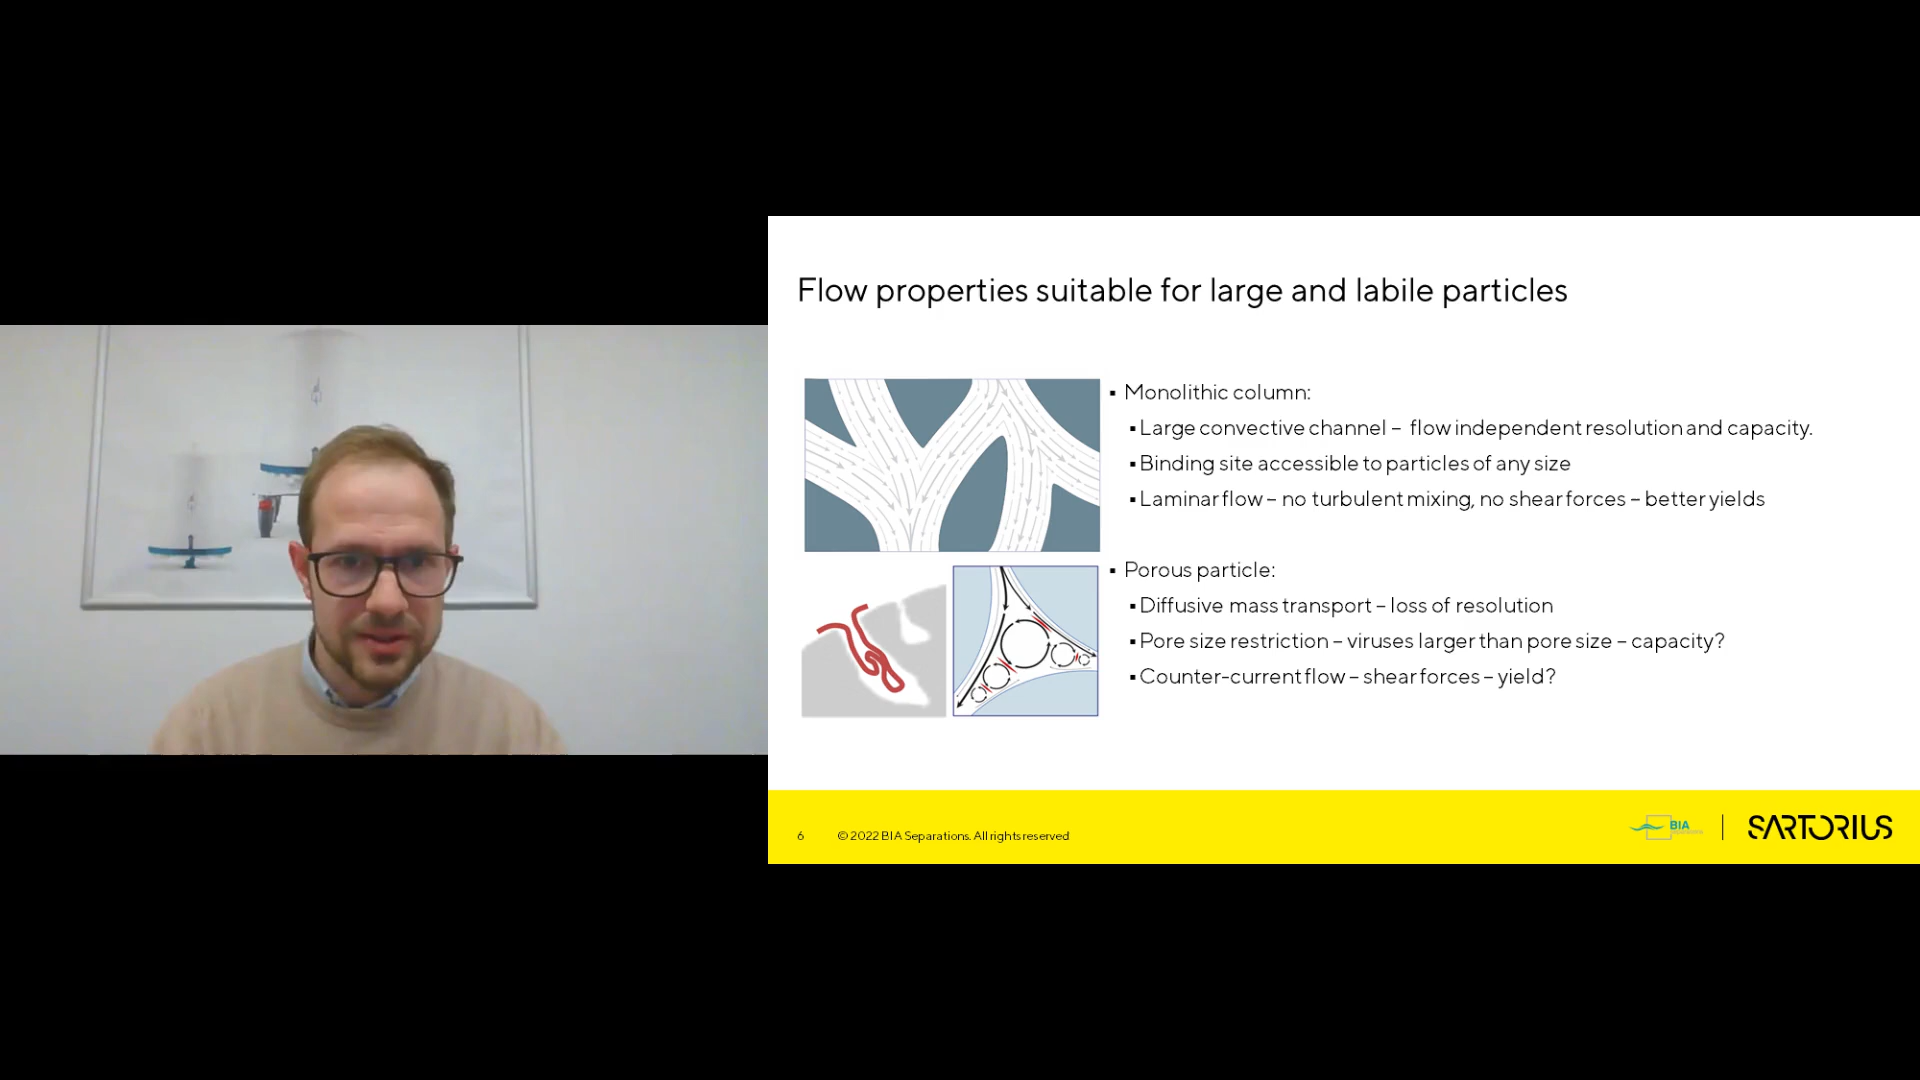 Flow properties suitable for large and labile particles
▪ Monolithic column:
▪ Large convective channel – flow independent resolution and capacity.
▪ Binding site accessible to particles of any size
▪ Laminar flow – no turbulent mixing, no shear forces – better yields
▪ Porous particle:
▪ Diffusive mass transport – loss of resolution
▪ Pore size restriction – viruses larger than pore size – capacity?
▪ Counter-current flow – shear forces – yield?
6 © 2022 BIA Separations. All rights reserved
BIA
SARTORIUS